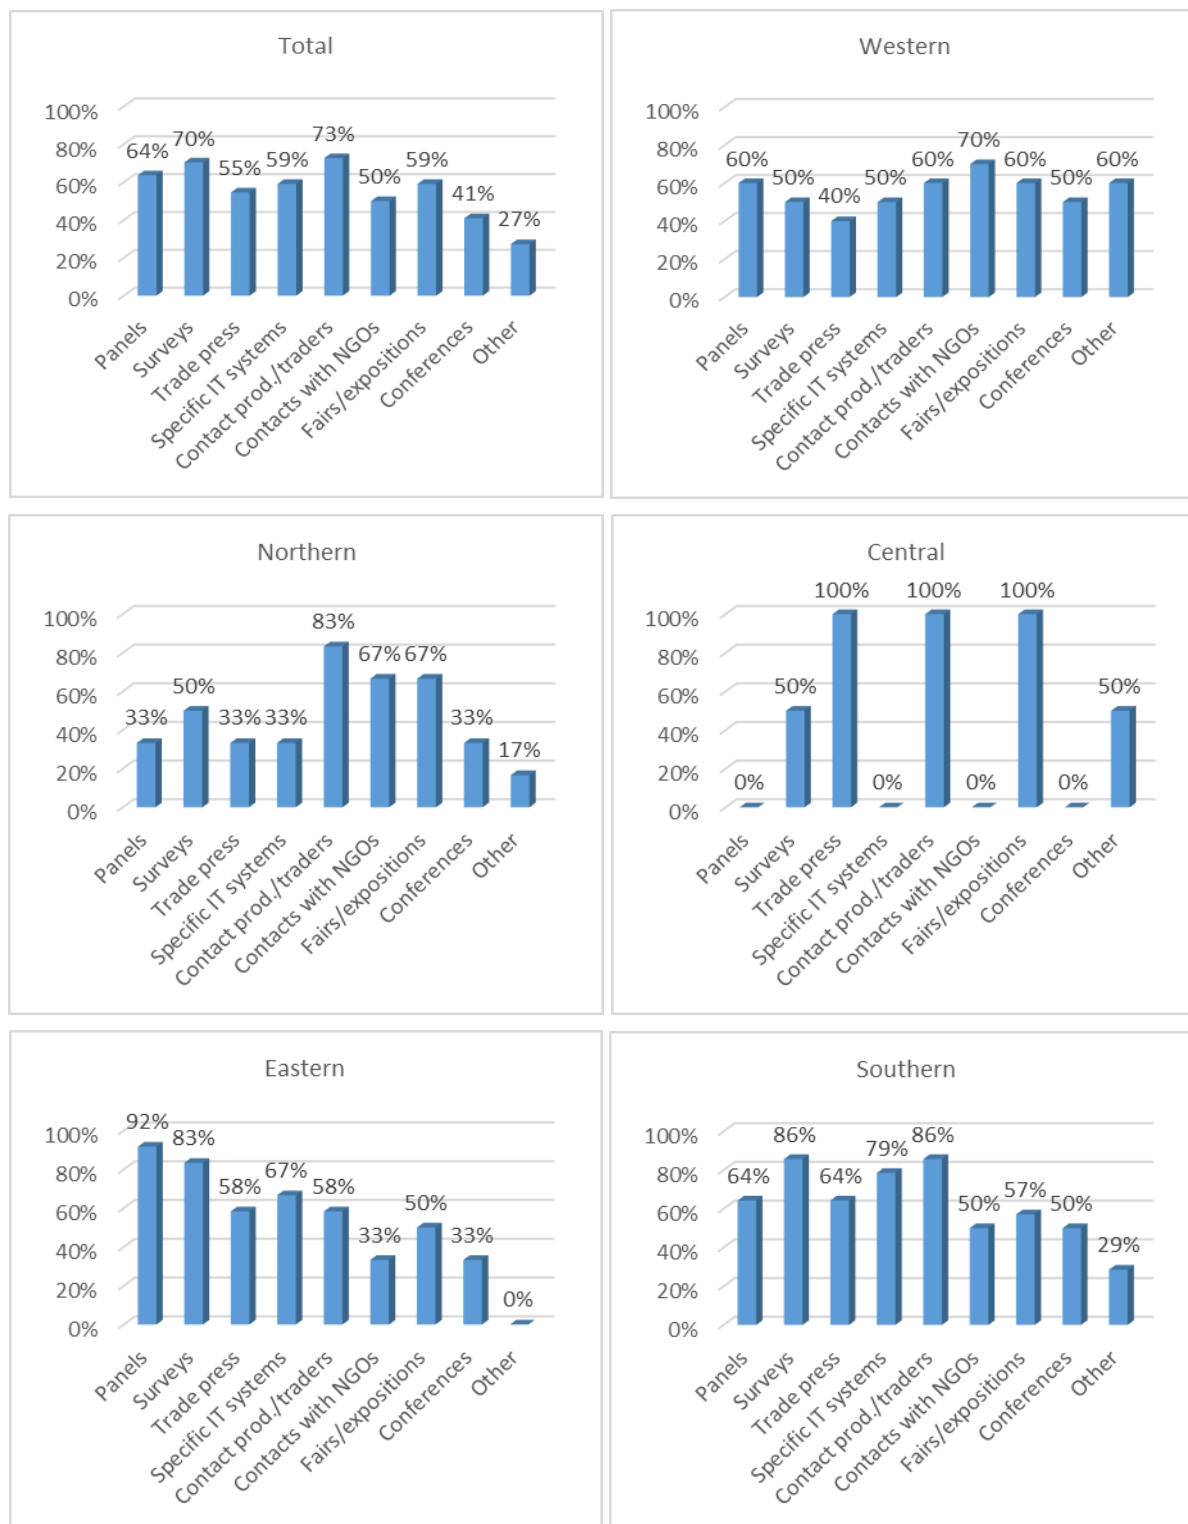 Total
100%
80%
60%
40%
20%
0%
64%
70%
55%
59%
73%
50%
59%
41%
27%
Panels
Surveys
Trade press
Specific IT systems
Contact prod./traders
Contacts with NGOs
Fairs/expositions
Conferences
Other
Western
100%
80%
60%
40%
20%
0%
60%
50%
40%
50%
60%
70%
60%
50%
60%
Panels
Surveys
Trade press
Specific IT systems
Contact prod./traders
Contacts with NGOs
Fairs/expositions
Conferences
Other
Northern
100%
80%
60%
40%
20%
0%
33%
50%
33%
33%
83%
67%
67%
33%
17%
Panels
Surveys
Trade press
Specific IT systems
Contact prod./traders
Contacts with NGOs
Fairs/expositions
Conferences
Other
Central
100%
80%
60%
40%
20%
0%
0%
50%
100%
0%
100%
0%
100%
0%
50%
Panels
Surveys
Trade press
Specific IT systems
Contact prod./traders
Contacts with NGOs
Fairs/expositions
Conferences
Other
Eastern
100%
80%
60%
40%
20%
0%
92%
83%
58%
67%
58%
33%
50%
33%
0%
Panels
Surveys
Trade press
Specific IT systems
Contact prod./traders
Contacts with NGOs
Fairs/expositions
Conferences
Other
Southern
100%
80%
60%
40%
20%
0%
64%
86%
64%
79%
86%
50%
57%
50%
29%
Panels
Surveys
Trade press
Specific IT systems
Contact prod./traders
Contacts with NGOs
Fairs/expositions
Conferences
Other